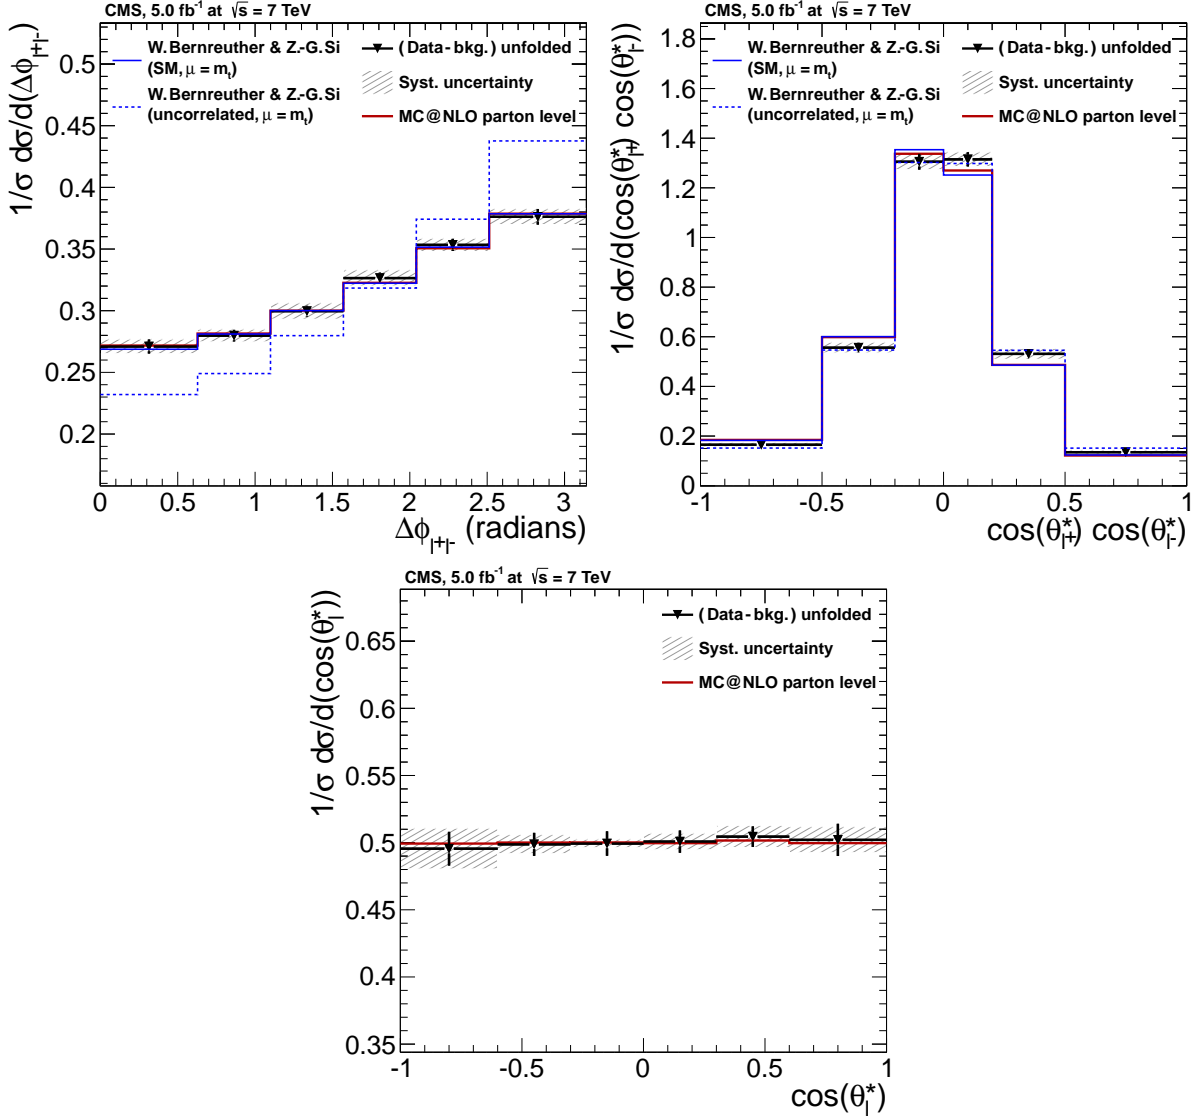 CMS, 5.0 fb⁻¹ at √s = 7 TeV
1/σ dσ/d(Δϕ_{l+l-})
W.Bernreuther & Z.-G.Si
(SM, μ = m_t)
W.Bernreuther & Z.-G.Si
(uncorrelated, μ = m_t)
(Data-bkg.) unfolded
Syst. uncertainty
MC@NLO parton level
0.5
0.45
0.4
0.35
0.3
0.25
0.2
0 0.5 1 1.5 2 2.5 3
Δϕ_{l+l-} (radians)
CMS, 5.0 fb⁻¹ at √s = 7 TeV
1/σ dσ/d(cos(θ*_{l+}) cos(θ*_{l-}))
W.Bernreuther & Z.-G.Si
(SM, μ = m_t)
W.Bernreuther & Z.-G.Si
(uncorrelated, μ = m_t)
(Data-bkg.) unfolded
Syst. uncertainty
MC@NLO parton level
1.8
1.6
1.4
1.2
1
0.8
0.6
0.4
0.2
0
-1 -0.5 0 0.5 1
cos(θ*_{l+}) cos(θ*_{l-})
CMS, 5.0 fb⁻¹ at √s = 7 TeV
1/σ dσ/d(cos(θ*_l))
(Data-bkg.) unfolded
Syst. uncertainty
MC@NLO parton level
0.65
0.6
0.55
0.5
0.45
0.4
0.35
-1 -0.5 0 0.5 1
cos(θ*_l)